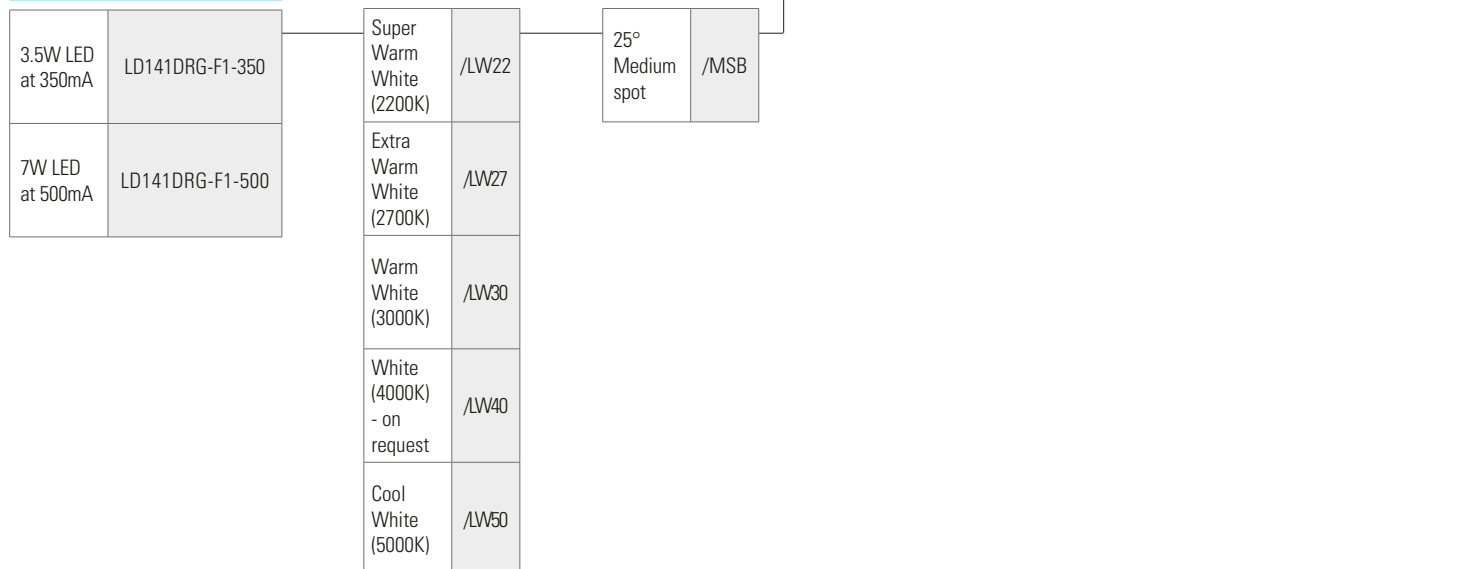 3.5W LED
at 350mA
LD141DRG-F1-350
7W LED
at 500mA
LD141DRG-F1-500
Super
Warm
White
(2200K)
/LW22
Extra
Warm
White
(2700K)
/LW27
Warm
White
(3000K)
/LW30
White
(4000K)
- on
request
/LW40
Cool
White
(5000K)
/LW50
25°
Medium
spot
/MSB